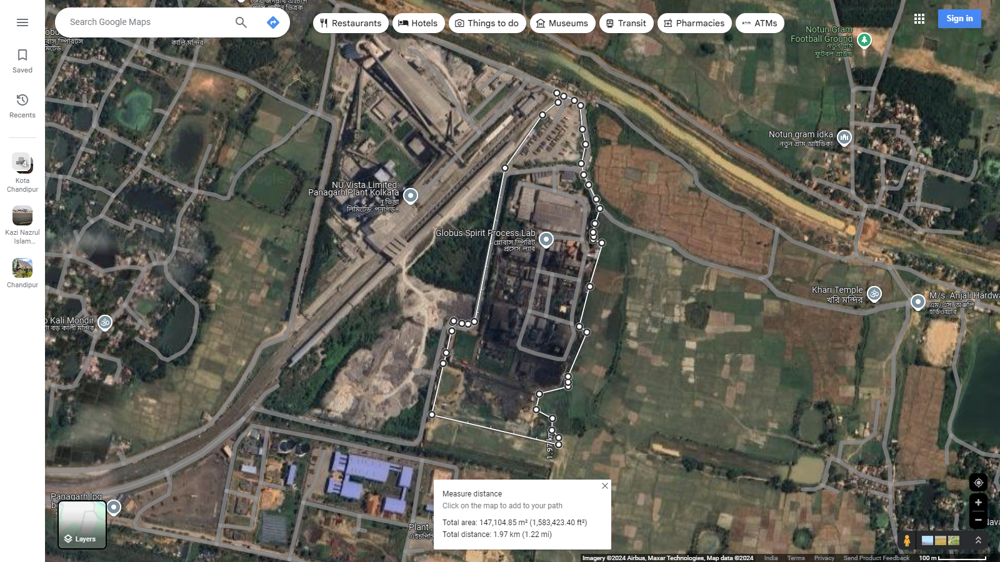 Search Google Maps
Restaurants
Hotels
Things to do
Museums
Transit
Pharmacies
ATMs
Sign in
Saved
Recents
Kota
Chandipur
Kazi Nazrul
Islam...
Chandipur
কালি মন্দির
Notun Gram
Football Ground
নতুন গ্রাম
ফুটবল গ্রাউন্ড
Notun gram idka
নতুন গ্রাম আইডিকা
NU Vista Limited:
Panagarh Plant Kolkata
নু ভিস্তা
লিমিটেড: পনাগড়...
Globus Spirit Process Lab
গ্লোবাস স্পিরিট
প্রসেস ল্যাব
Khari Temple
খরি মন্দির
M/s. Anjali Hardwa
এম/এস. অঞ্জলি
হার্ডওয়্যার
o Kali Mondir
টা বড় কালী মন্দির
1.97 km
Panagarh lpg
Plant ,
Layers
Measure distance
Click on the map to add to your path
Total area: 147,104.85 m² (1,583,423.40 ft²)
Total distance: 1.97 km (1.22 mi)
Imagery ©2024 Airbus, Maxar Technologies, Map data ©2024
India
Terms
Privacy
Send Product Feedback
100 m